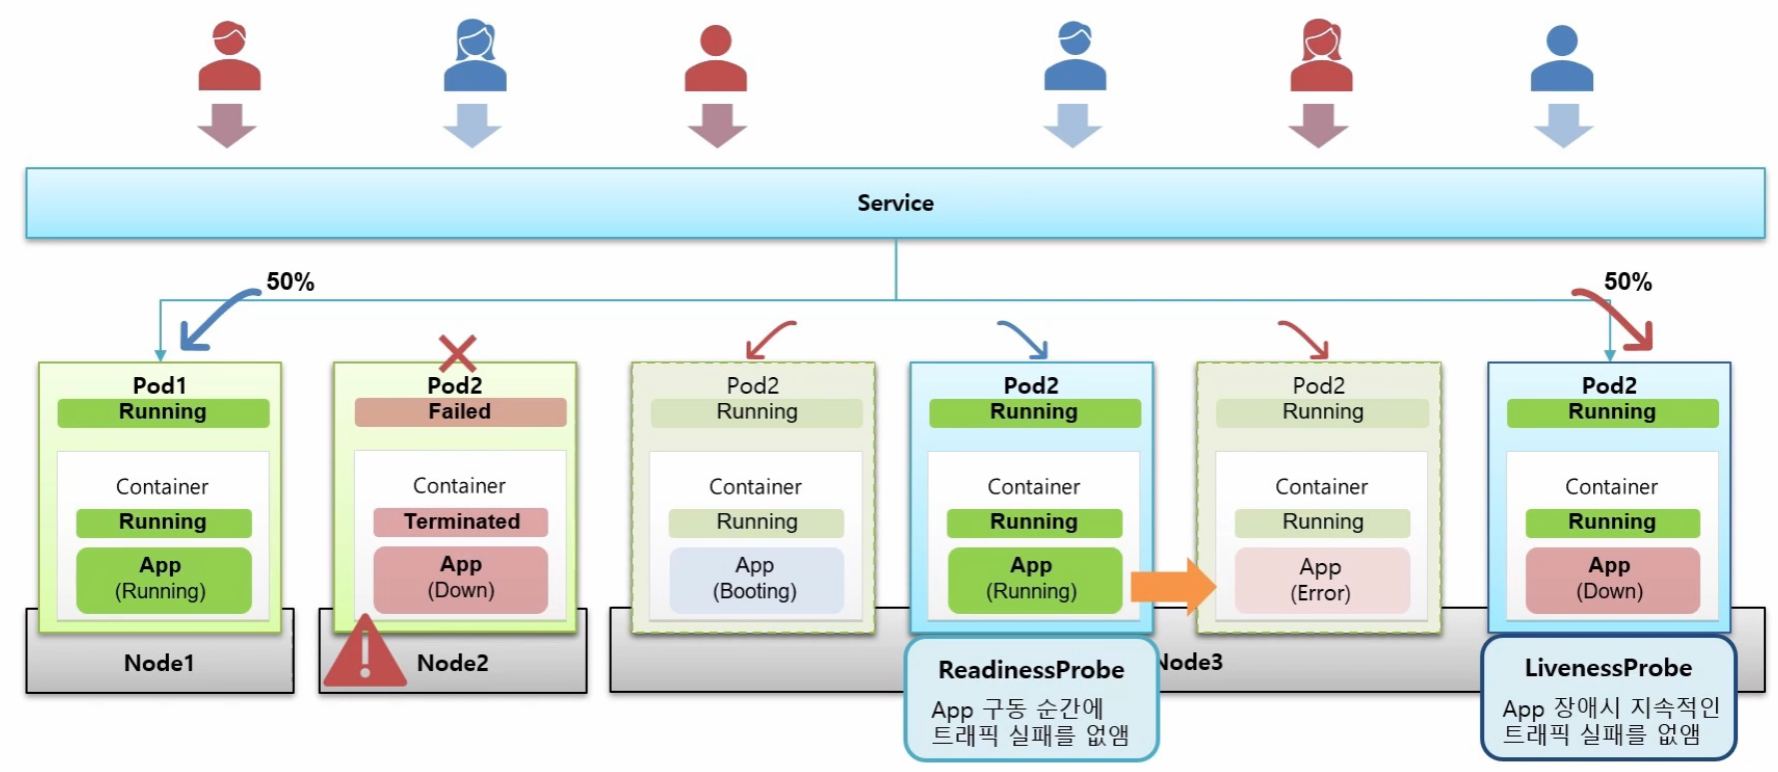 Service
50%
50%
Pod1
Running
Container
Running
App
(Running)
Node1
Pod2
Failed
Container
Terminated
App
(Down)
Node2
Pod2
Running
Container
Running
App
(Booting)
Pod2
Running
Container
Running
App
(Running)
Pod2
Running
Container
Running
App
(Error)
Node3
Pod2
Running
Container
Running
App
(Down)
ReadinessProbe
App 구동 순간에
트래픽 실패를 없앰
LivenessProbe
App 장애시 지속적인
트래픽 실패를 없앰